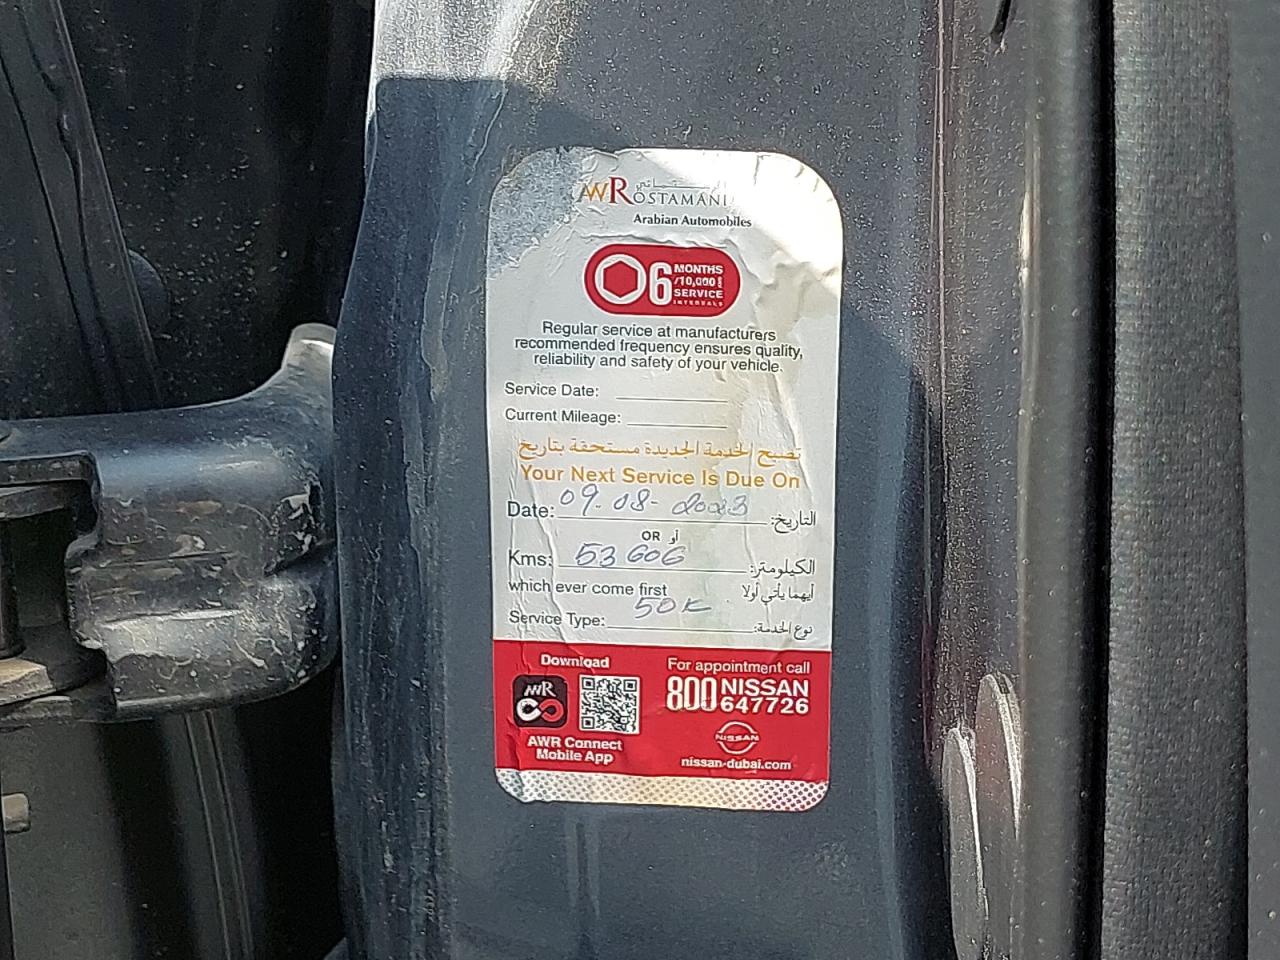 AWROSTAMANI
Arabian Automobiles
6 MONTHS
/10,000 KMS
SERVICE
INTERVALS
Regular service at manufacturers
recommended frequency ensures quality,
reliability and safety of your vehicle.
Service Date:
Current Mileage:
تصبح الخدمة الجديدة مستحقة بتاريخ
Your Next Service Is Due On
Date: 09-08-2023 التاريخ:
OR أو
Kms: 53606 الكيلومتر:
which ever come first أيهما يأتي أولا
Service Type: 50K نوع الخدمة:
Download
AWR
AWR Connect
Mobile App
For appointment call
800 NISSAN
647726
NISSAN
nissan-dubai.com